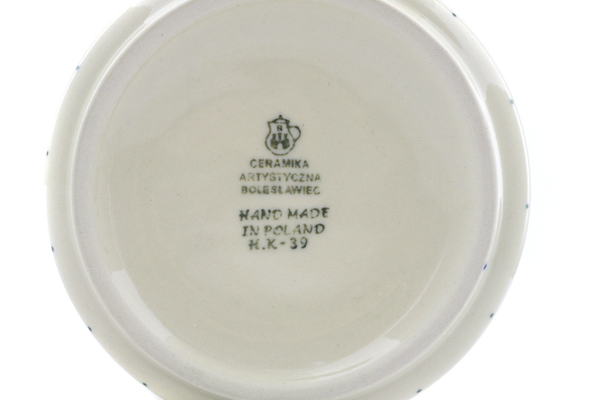 CERAMIKA
ARTYSTYCZNA
BOLESŁAWIEC
HAND MADE
IN POLAND
H.K-39